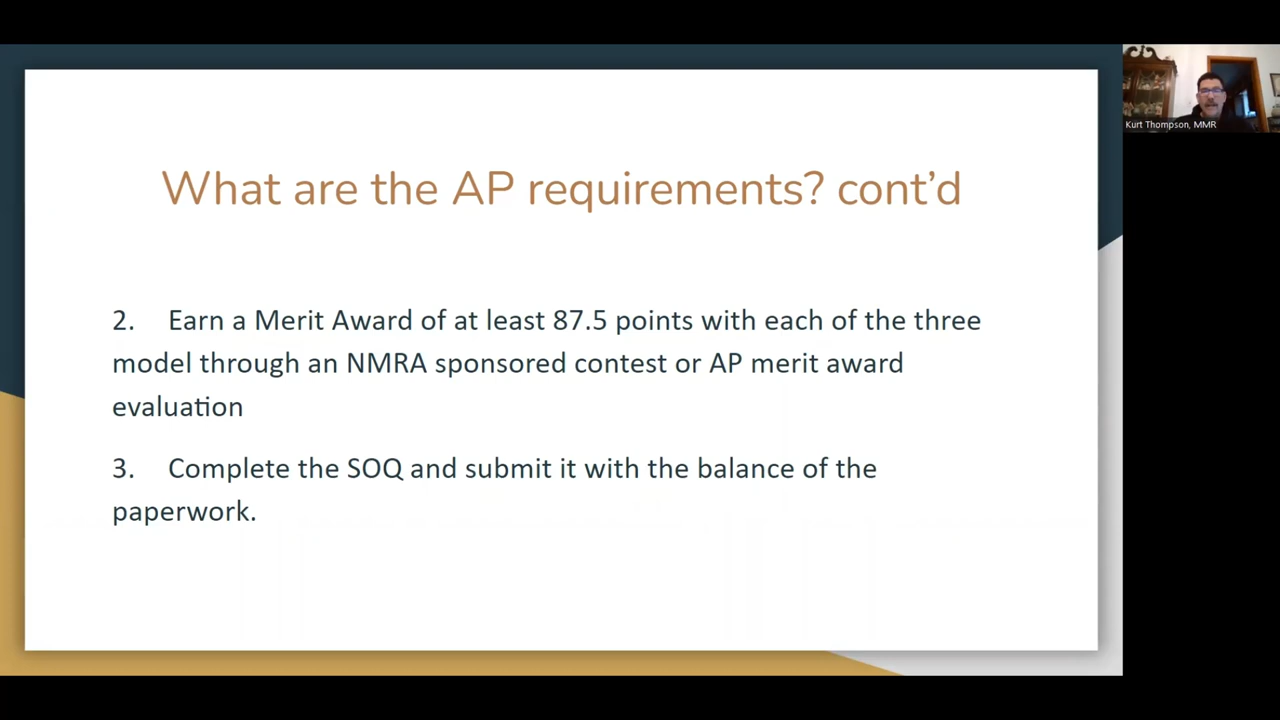 Kurt Thompson, MMR
What are the AP requirements? cont’d
2. Earn a Merit Award of at least 87.5 points with each of the three
model through an NMRA sponsored contest or AP merit award
evaluation
3. Complete the SOQ and submit it with the balance of the
paperwork.